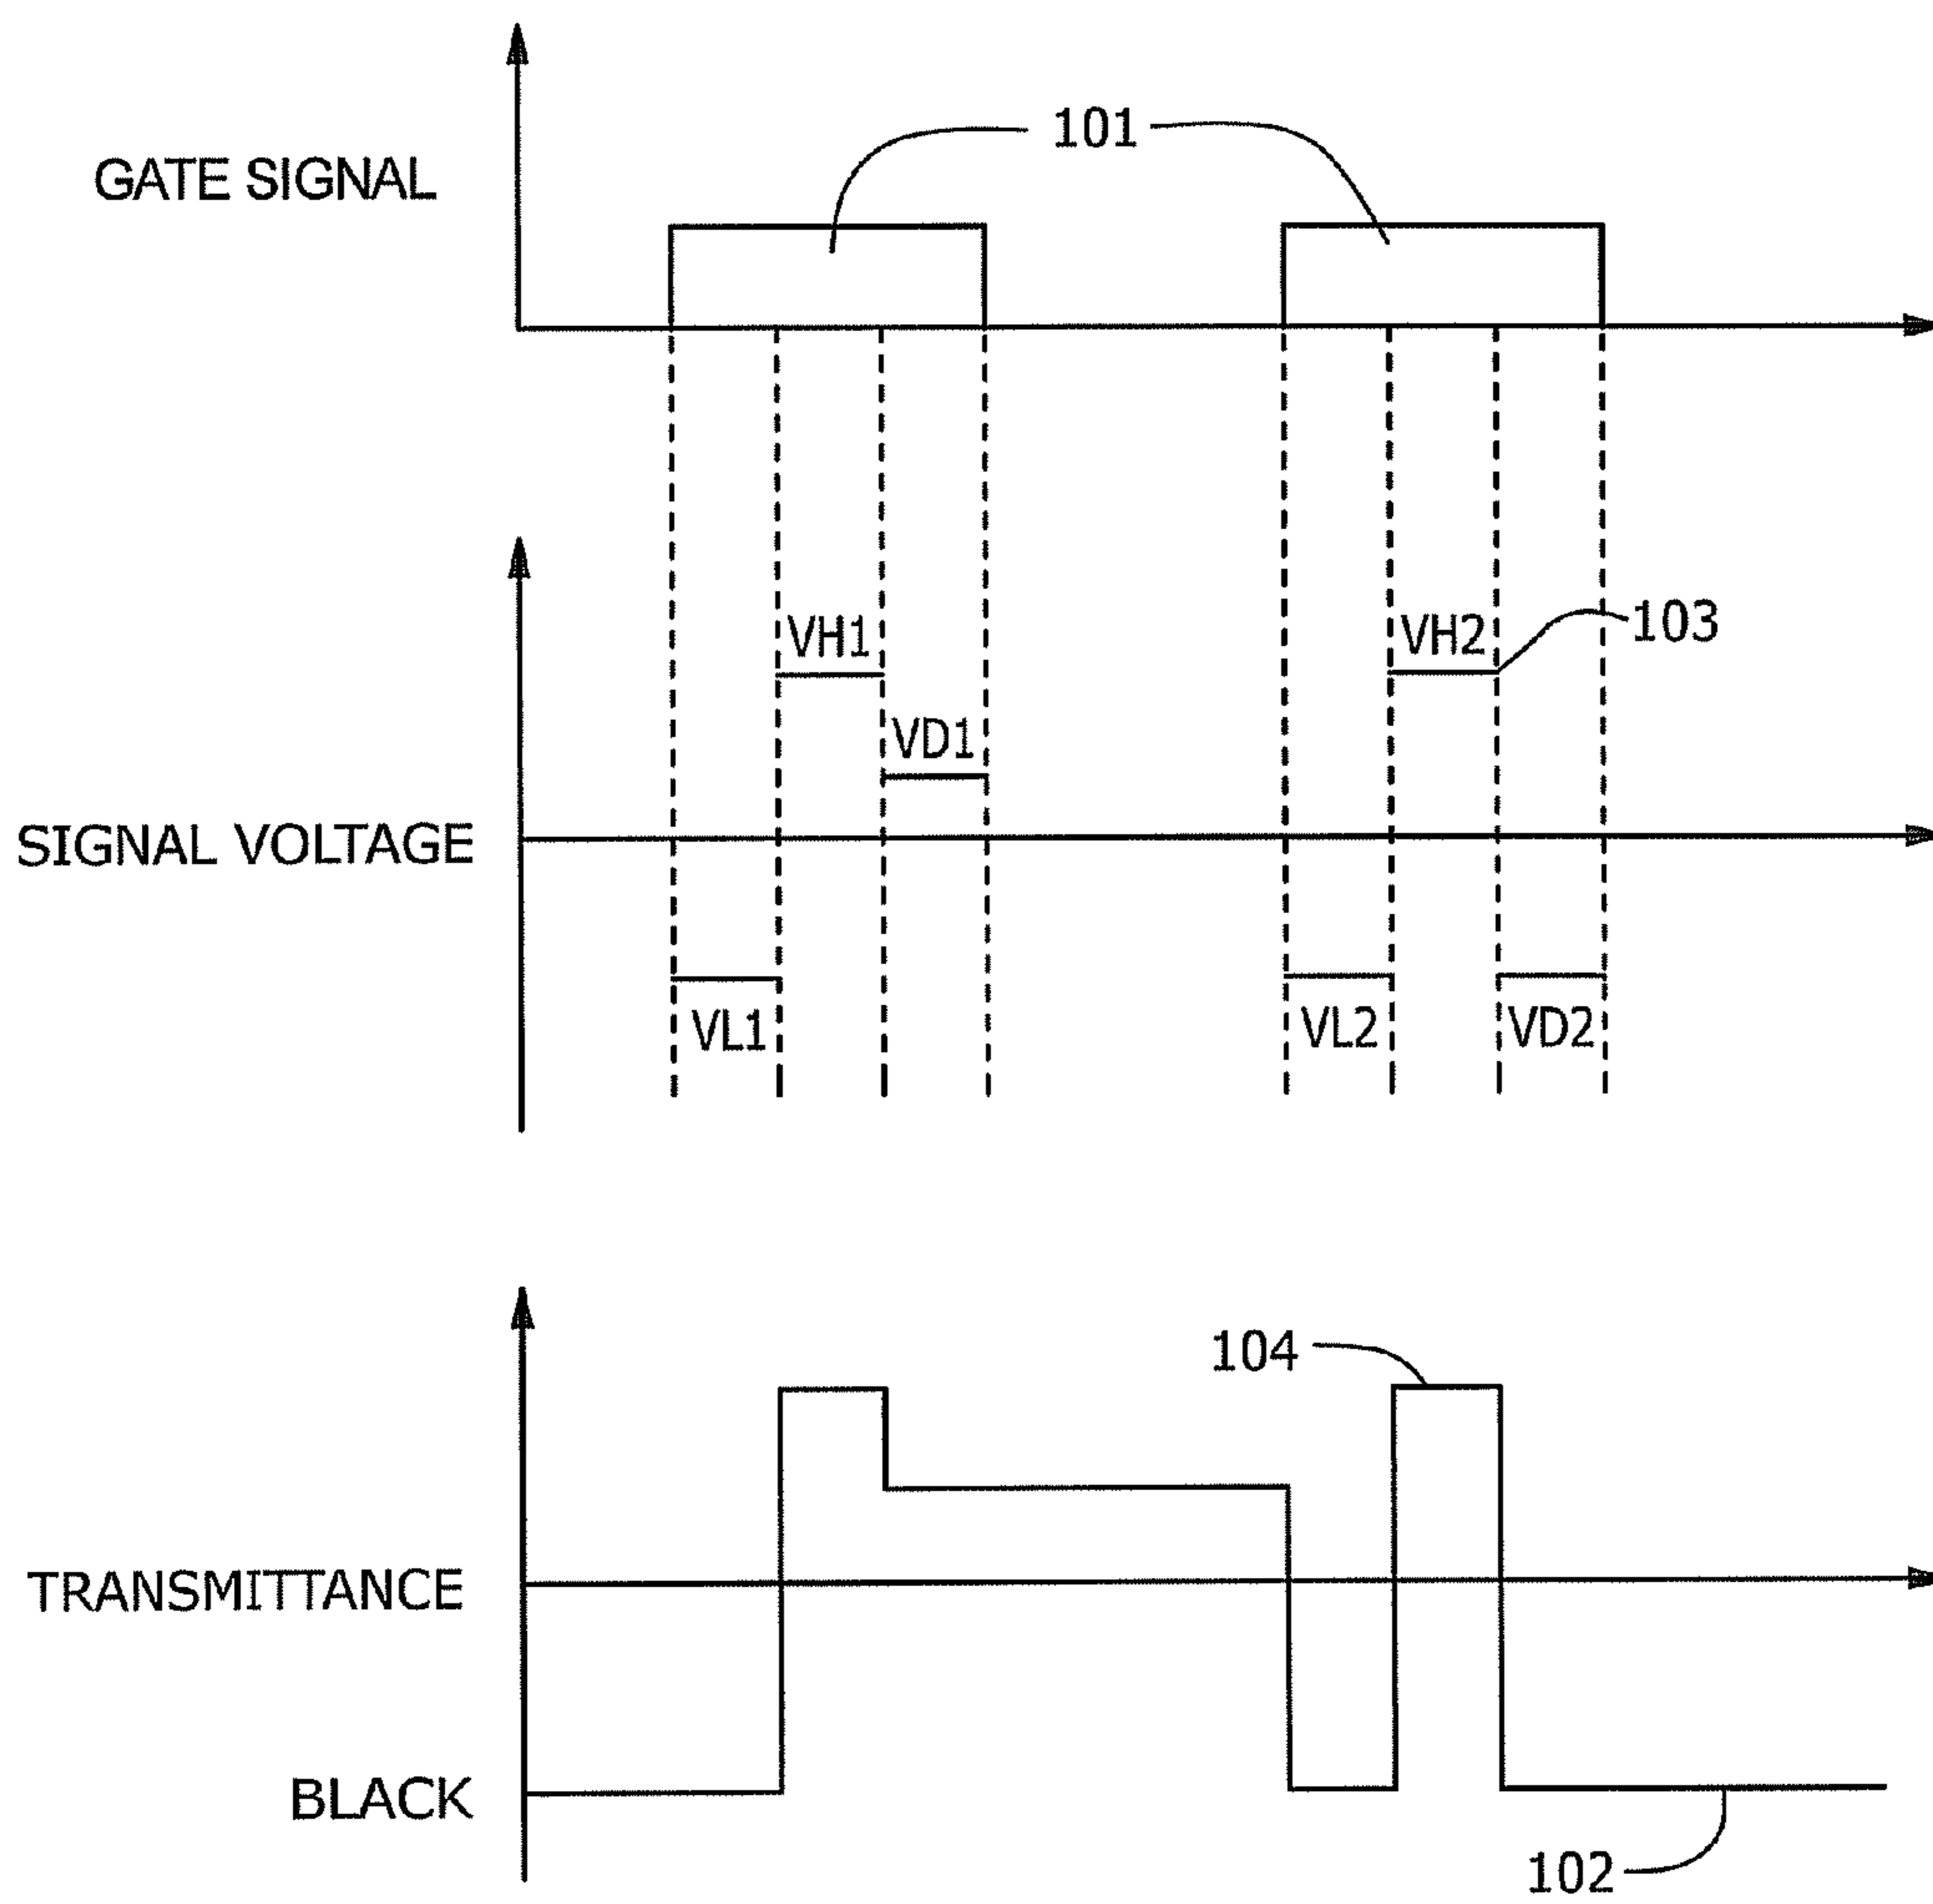 101
GATE SIGNAL
VH1
VH2
103
VD1
SIGNAL VOLTAGE
VL1
VL2
VD2
104
TRANSMITTANCE
BLACK
102